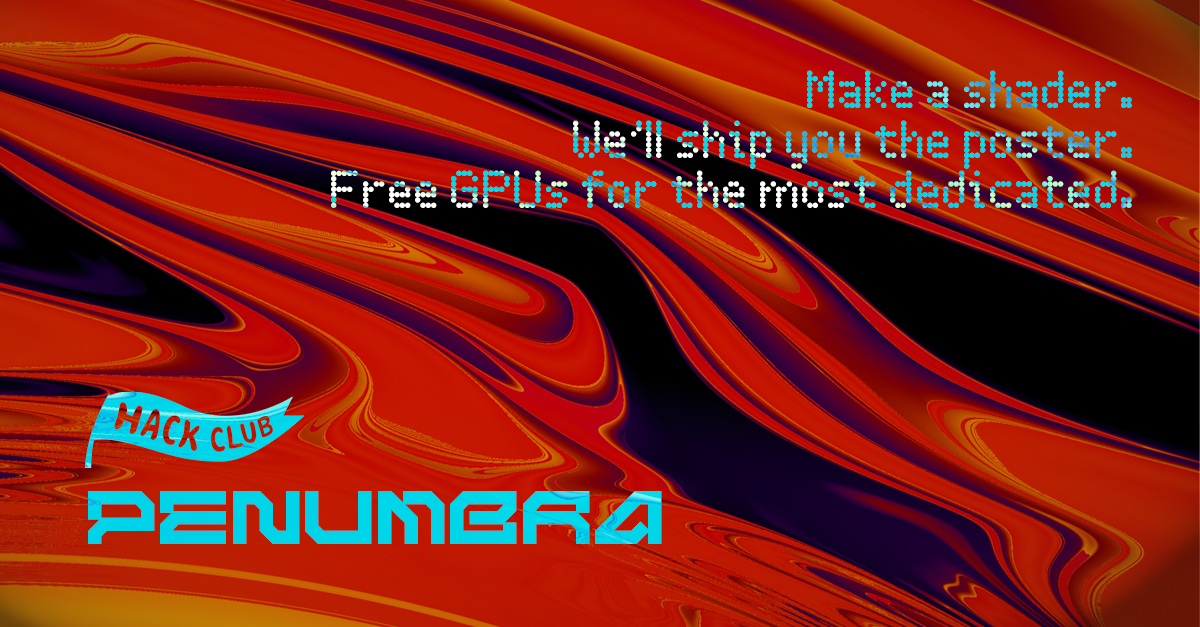 Make a shader.
We'll ship you the poster.
Free GPUs for the most dedicated.
HACK CLUB
PENUMBRA